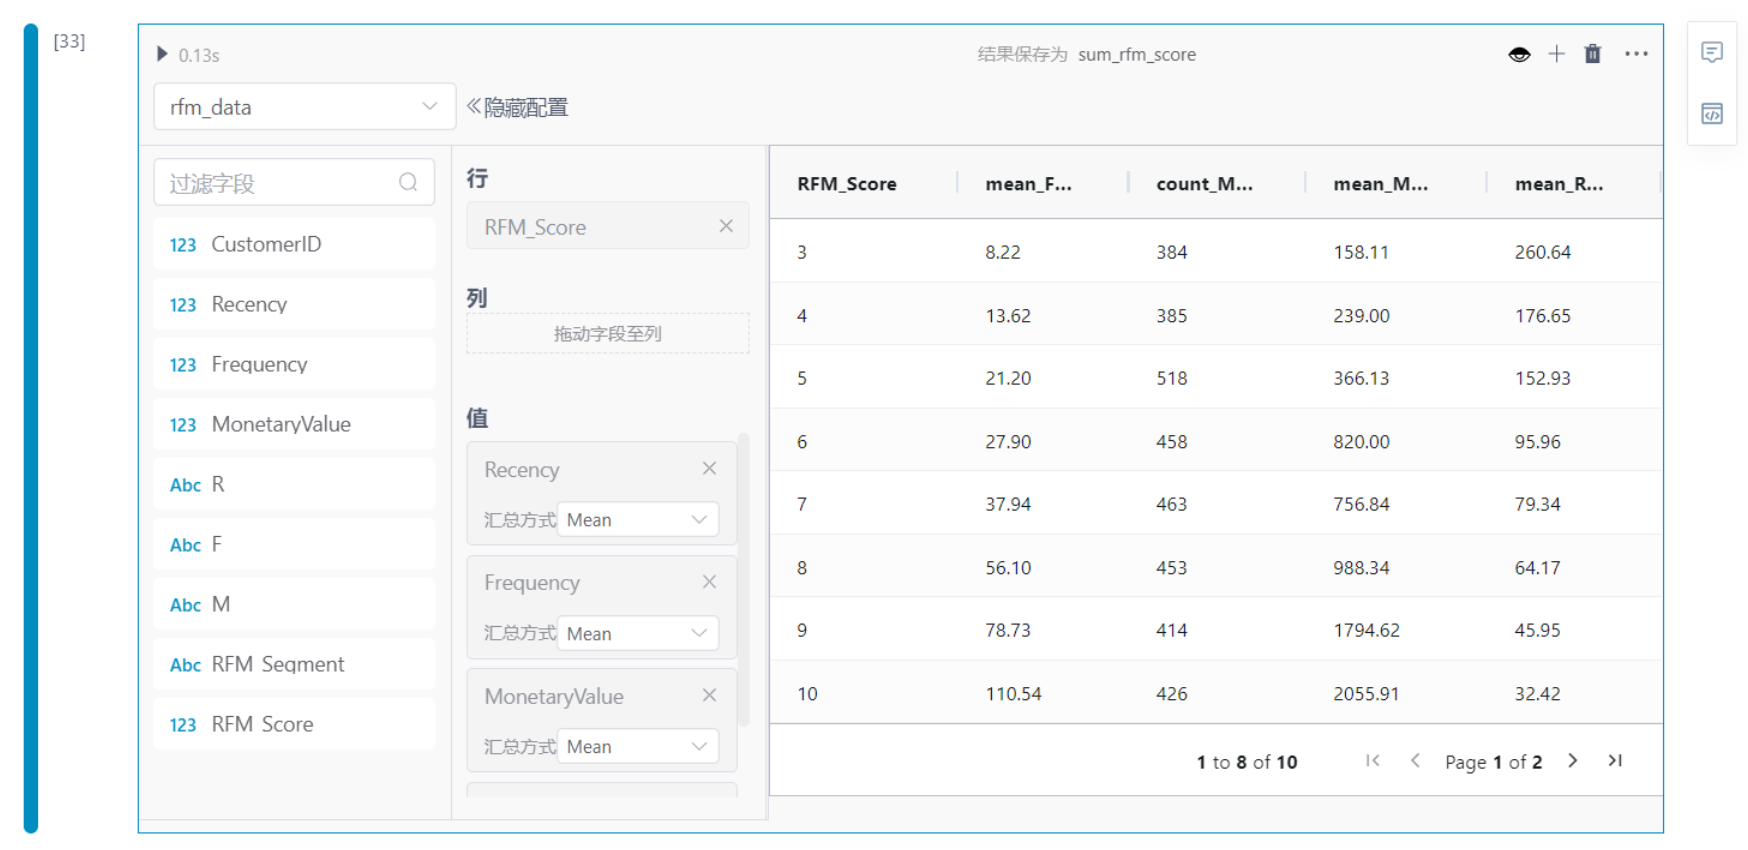 [33]
0.13s 结果保存为 sum_rfm_score
rfm_data 隐藏配置
过滤字段
123 CustomerID
123 Recency
123 Frequency
123 MonetaryValue
Abc R
Abc F
Abc M
Abc RFM_Segment
123 RFM_Score
行
RFM_Score
列
拖动字段至列
值
Recency
汇总方式 Mean
Frequency
汇总方式 Mean
MonetaryValue
汇总方式 Mean
RFM_Score mean_F... count_M... mean_M... mean_R...
3 8.22 384 158.11 260.64
4 13.62 385 239.00 176.65
5 21.20 518 366.13 152.93
6 27.90 458 820.00 95.96
7 37.94 463 756.84 79.34
8 56.10 453 988.34 64.17
9 78.73 414 1794.62 45.95
10 110.54 426 2055.91 32.42
1 to 8 of 10 Page 1 of 2